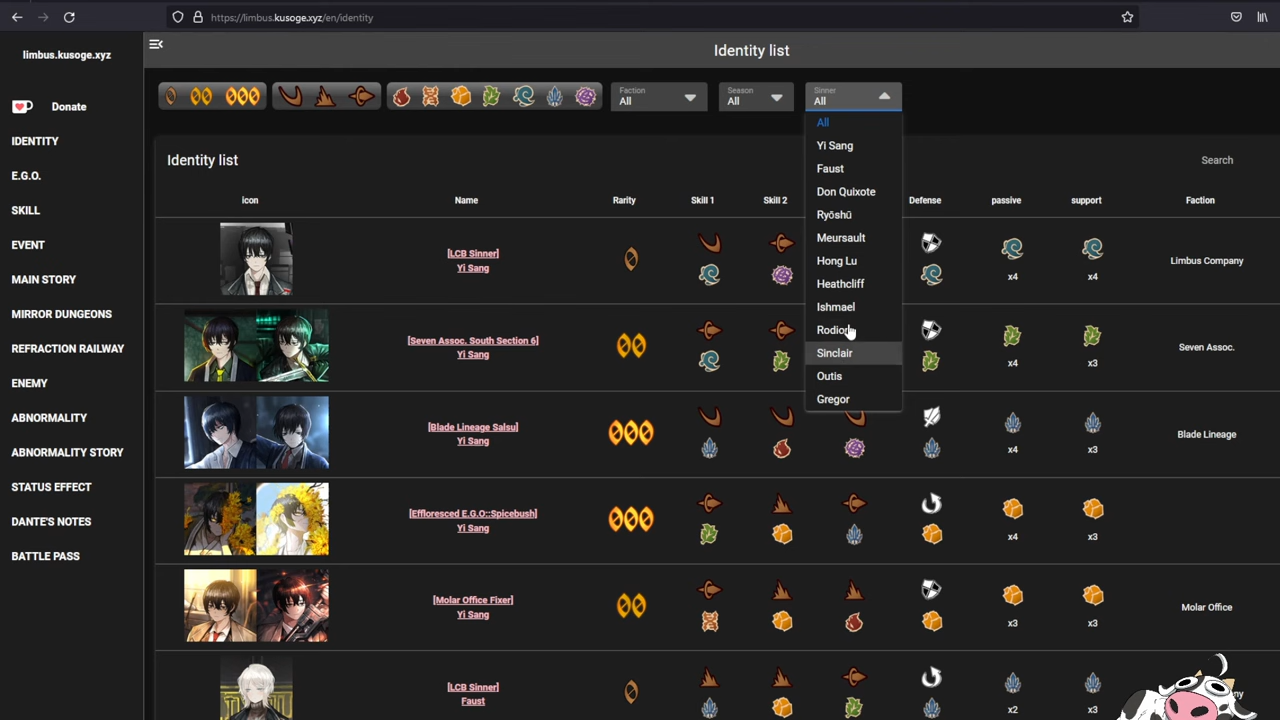 https://limbus.kusoge.xyz/en/identity
limbus.kusoge.xyz
Donate
IDENTITY
E.G.O.
SKILL
EVENT
MAIN STORY
MIRROR DUNGEONS
REFRACTION RAILWAY
ENEMY
ABNORMALITY
ABNORMALITY STORY
STATUS EFFECT
DANTE'S NOTES
BATTLE PASS
Identity list
Faction
All
Season
All
Sinner
All
All
Yi Sang
Faust
Don Quixote
Ryōshū
Meursault
Hong Lu
Heathcliff
Ishmael
Rodion
Sinclair
Outis
Gregor
Identity list
Search
icon Name Rarity Skill 1 Skill 2 Defense passive support Faction
[LCB Sinner]
Yi Sang
x4 x4
Limbus Company
[Seven Assoc. South Section 6]
Yi Sang
x4 x3
Seven Assoc.
[Blade Lineage Salsu]
Yi Sang
x4 x3
Blade Lineage
[Effloresced E.G.O::Spicebush]
Yi Sang
x4 x3
[Molar Office Fixer]
Yi Sang
x3 x3
Molar Office
[LCB Sinner]
Faust
x2 x3